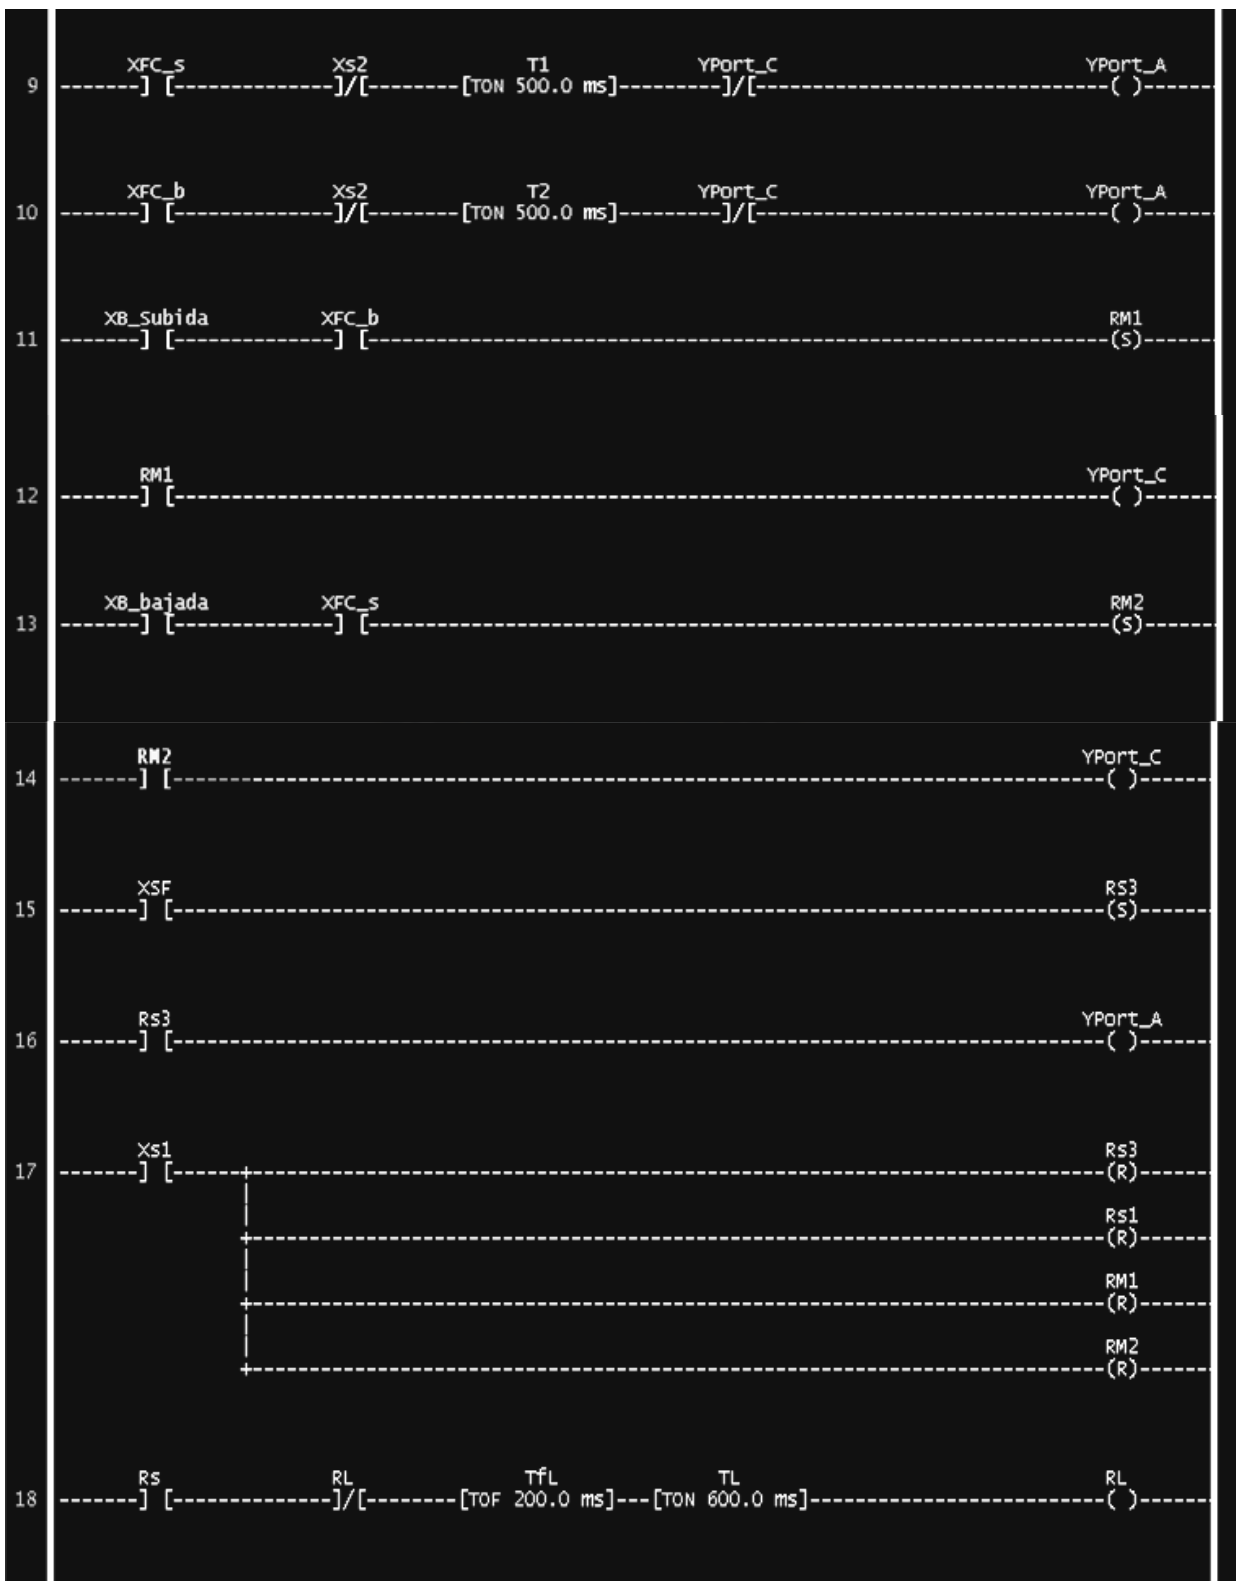 XFC_s Xs2 T1 YPort_C YPort_A
9 -------] [--------------]/[--------[TON 500.0 ms]---------]/[--------------------------------( )------
XFC_b Xs2 T2 YPort_C YPort_A
10 -------] [--------------]/[--------[TON 500.0 ms]---------]/[--------------------------------( )------
XB_Subida XFC_b RM1
11 -------] [--------------] [-------------------------------------------------------------------(S)------
RM1 YPort_C
12 -------] [-------------------------------------------------------------------------------------( )------
XB_bajada XFC_s RM2
13 -------] [--------------] [-------------------------------------------------------------------(S)------
RM2 YPort_C
14 -------] [-------------------------------------------------------------------------------------( )------
XSF RS3
15 -------] [-------------------------------------------------------------------------------------(S)------
Rs3 YPort_A
16 -------] [-------------------------------------------------------------------------------------( )------
Xs1 Rs3
17 -------] [------+------------------------------------------------------------------------------(R)------
Rs1
+------------------------------------------------------------------------------(R)------
RM1
+------------------------------------------------------------------------------(R)------
RM2
+------------------------------------------------------------------------------(R)------
Rs RL TfL TL RL
18 -------] [--------------]/[--------[TOF 200.0 ms]---[TON 600.0 ms]---------------------------( )------